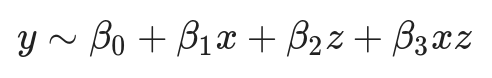 y ∼ β₀ + β₁x + β₂z + β₃xz